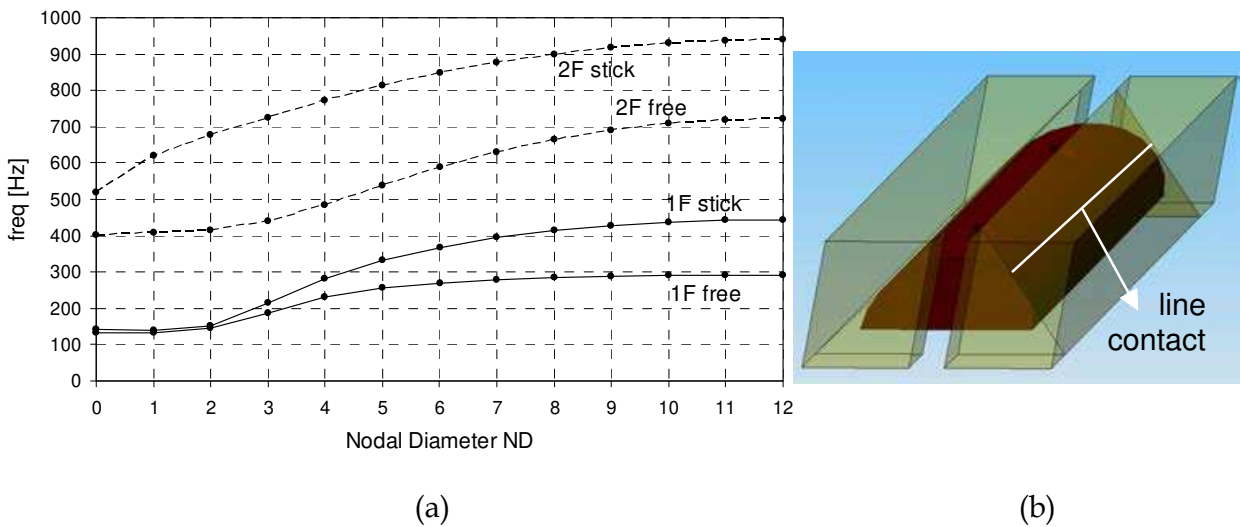 1000
900
800
700
600
500
400
300
200
100
0
freq [Hz]
2F stick
2F free
1F stick
1F free
0 1 2 3 4 5 6 7 8 9 10 11 12
Nodal Diameter ND
line
contact
(a)
(b)